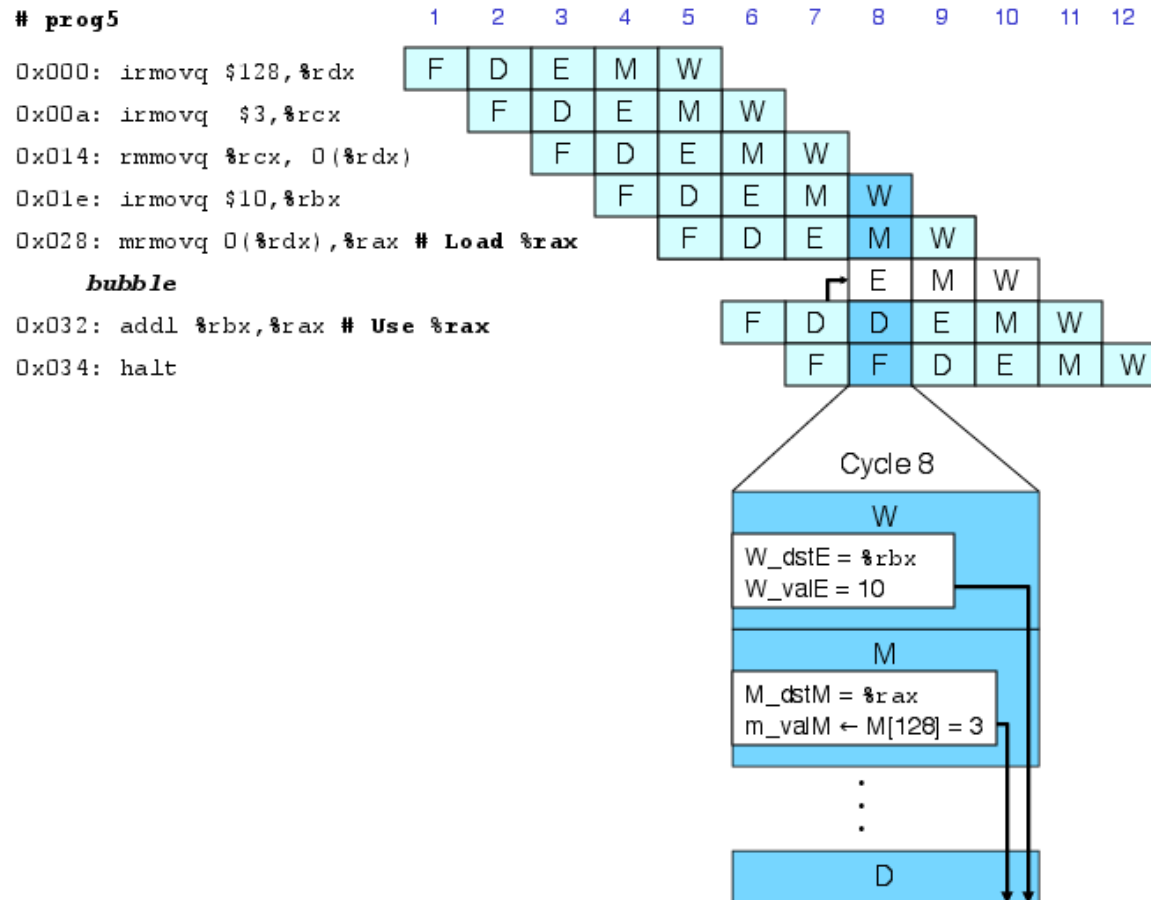 # prog5 1 2 3 4 5 6 7 8 9 10 11 12
0x000: irmovq $128,%rdx F D E M W
0x00a: irmovq $3,%rcx F D E M W
0x014: rmmovq %rcx, 0(%rdx) F D E M W
0x01e: irmovq $10,%rbx F D E M W
0x028: mrmovq 0(%rdx),%rax # Load %rax F D E M W
bubble E M W
0x032: addl %rbx,%rax # Use %rax F D D E M W
0x034: halt F F D E M W
Cycle 8
W
W_dstE = %rbx
W_valE = 10
M
M_dstM = %rax
m_valM ← M[128] = 3
D